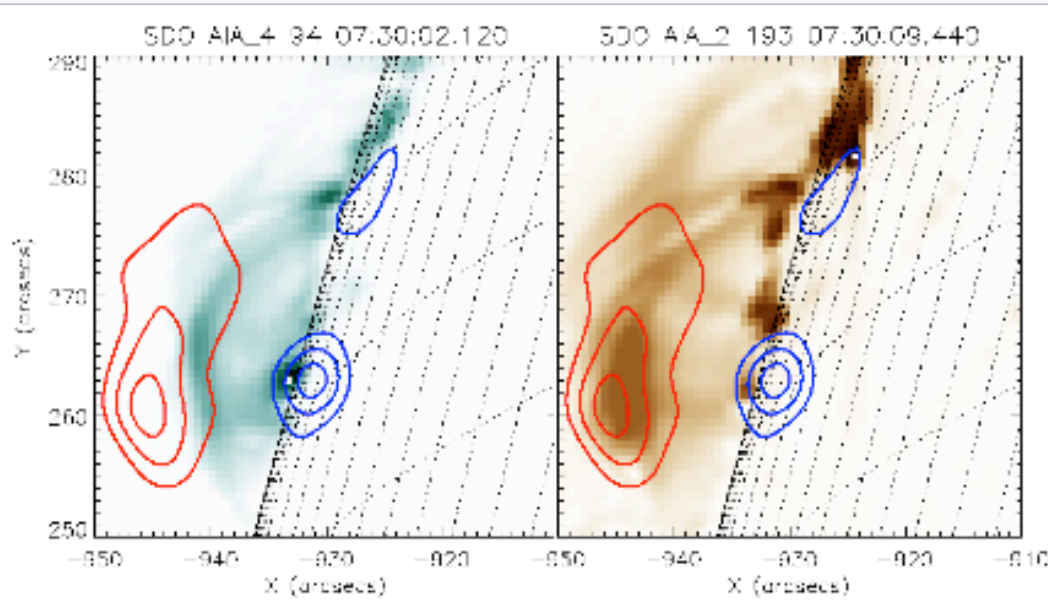 SDO AIA_4 94 07:30:02.120
SDO AIA_2 193 07:30:09.440
290
280
270
260
250
Y (arcsecs)
-950 -940 -930 -920
-950 -940 -930 -920 -910
X (arcsecs)
X (arcsecs)